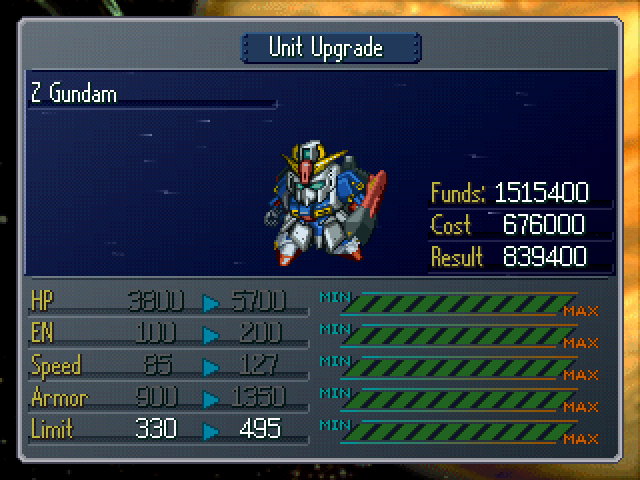 Unit Upgrade
Z Gundam
Funds: 1515400
Cost 676000
Result 839400
HP 3800 ▶ 5700 MIN MAX
EN 100 ▶ 200 MIN MAX
Speed 85 ▶ 127 MIN MAX
Armor 900 ▶ 1350 MIN MAX
Limit 330 ▶ 495 MIN MAX